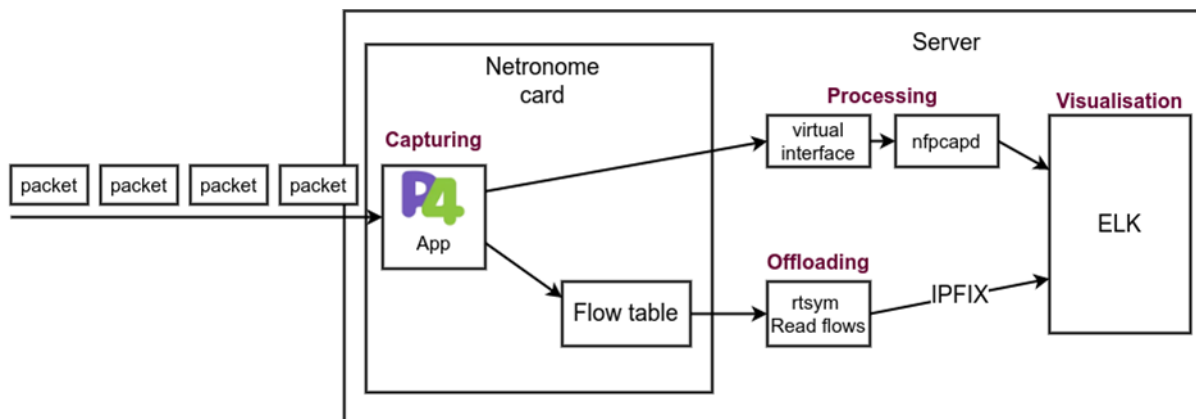 Server
Netronome
card
Processing
Visualisation
Capturing
virtual
interface
nfpcapd
packet
packet
packet
packet
P4
App
ELK
Offloading
Flow table
rtsym
Read flows
IPFIX